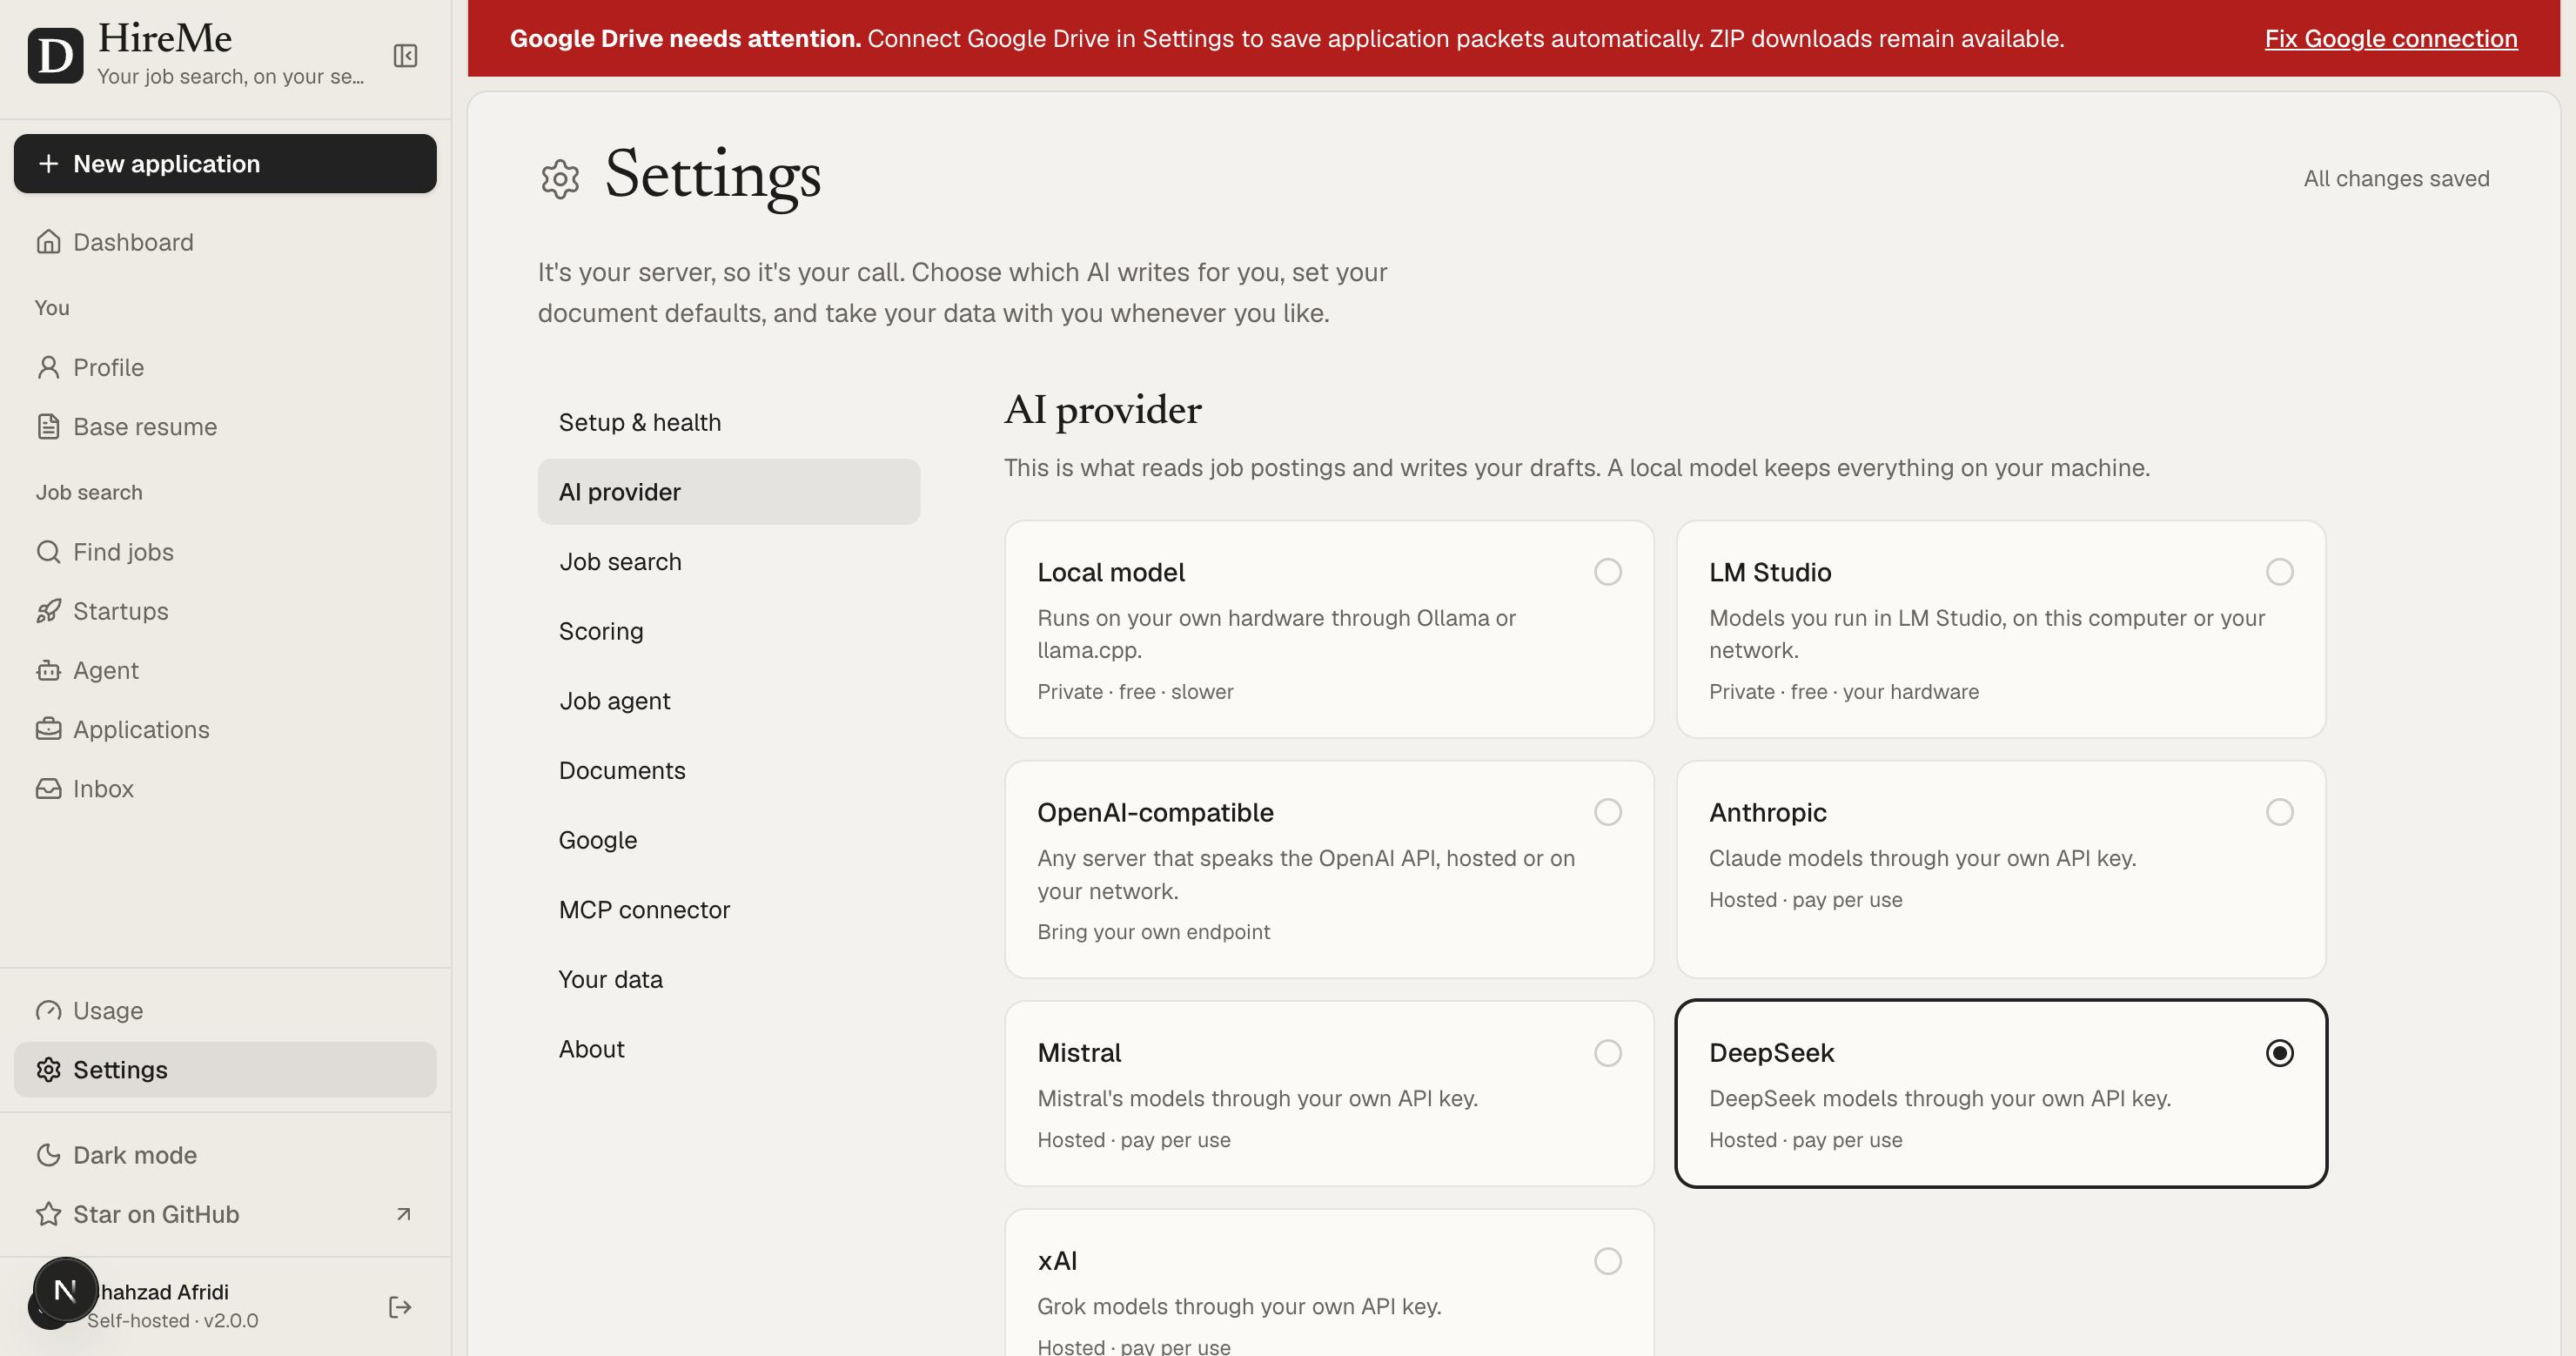 D
HireMe
Your job search, on your se...
New application
Dashboard
You
Profile
Base resume
Job search
Find jobs
Startups
Agent
Applications
Inbox
Usage
Settings
Dark mode
Star on GitHub
N
hahzad Afridi
Self-hosted · v2.0.0
Google Drive needs attention. Connect Google Drive in Settings to save application packets automatically. ZIP downloads remain available.
Fix Google connection
Settings
All changes saved
It's your server, so it's your call. Choose which AI writes for you, set your
document defaults, and take your data with you whenever you like.
Setup & health
AI provider
Job search
Scoring
Job agent
Documents
Google
MCP connector
Your data
About
AI provider
This is what reads job postings and writes your drafts. A local model keeps everything on your machine.
Local model
Runs on your own hardware through Ollama or
llama.cpp.
Private · free · slower
LM Studio
Models you run in LM Studio, on this computer or your
network.
Private · free · your hardware
OpenAI-compatible
Any server that speaks the OpenAI API, hosted or on
your network.
Bring your own endpoint
Anthropic
Claude models through your own API key.
Hosted · pay per use
Mistral
Mistral's models through your own API key.
Hosted · pay per use
DeepSeek
DeepSeek models through your own API key.
Hosted · pay per use
xAI
Grok models through your own API key.
Hosted · pay per use